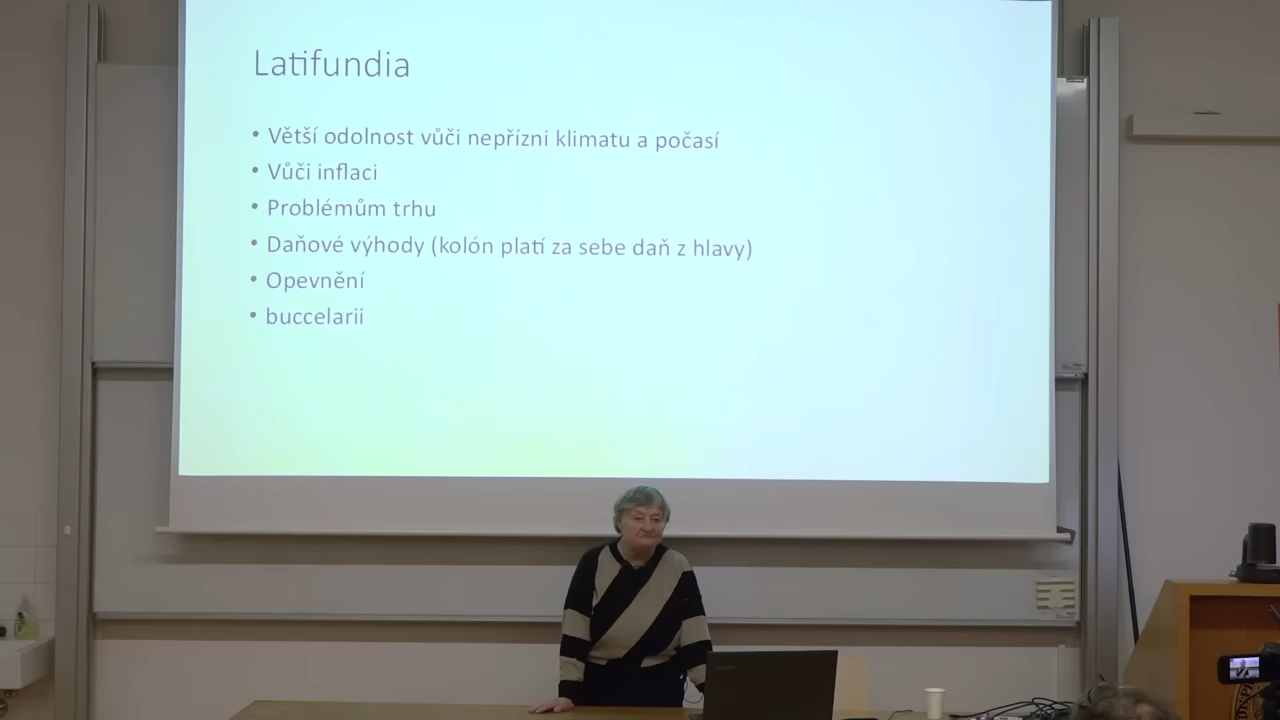 Latifundia
• Větší odolnost vůči nepřízni klimatu a počasí
• Vůči inflaci
• Problémům trhu
• Daňové výhody (kolón platí za sebe daň z hlavy)
• Opevnění
• buccelarii